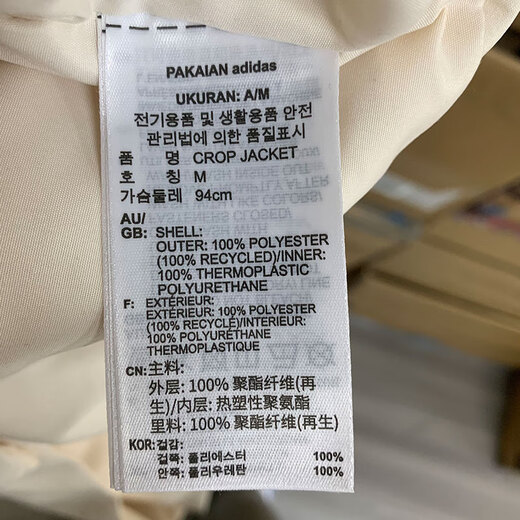 PAKAIAN adidas
UKURAN: A/M
전기용품 및 생활용품 안전
관리법에 의한 품질표시
품 명 CROP JACKET
호 칭 M
가슴둘레 94cm
AU/
GB: SHELL:
OUTER: 100% POLYESTER
(100% RECYCLED)/INNER:
100% THERMOPLASTIC
POLYURETHANE
F: EXTÉRIEUR:
EXTÉRIEUR: 100% POLYESTER
(100% RECYCLÉ)/INTERIEUR:
100% POLYURÉTHANE
THERMOPLASTIQUE
CN: 主料:
外层: 100% 聚酯纤维(再
生)/内层: 热塑性聚氨酯
里料: 100% 聚酯纤维(再生)
KOR: 겉감:
겉쪽: 폴리에스터 100%
안쪽: 폴리우레탄 100%